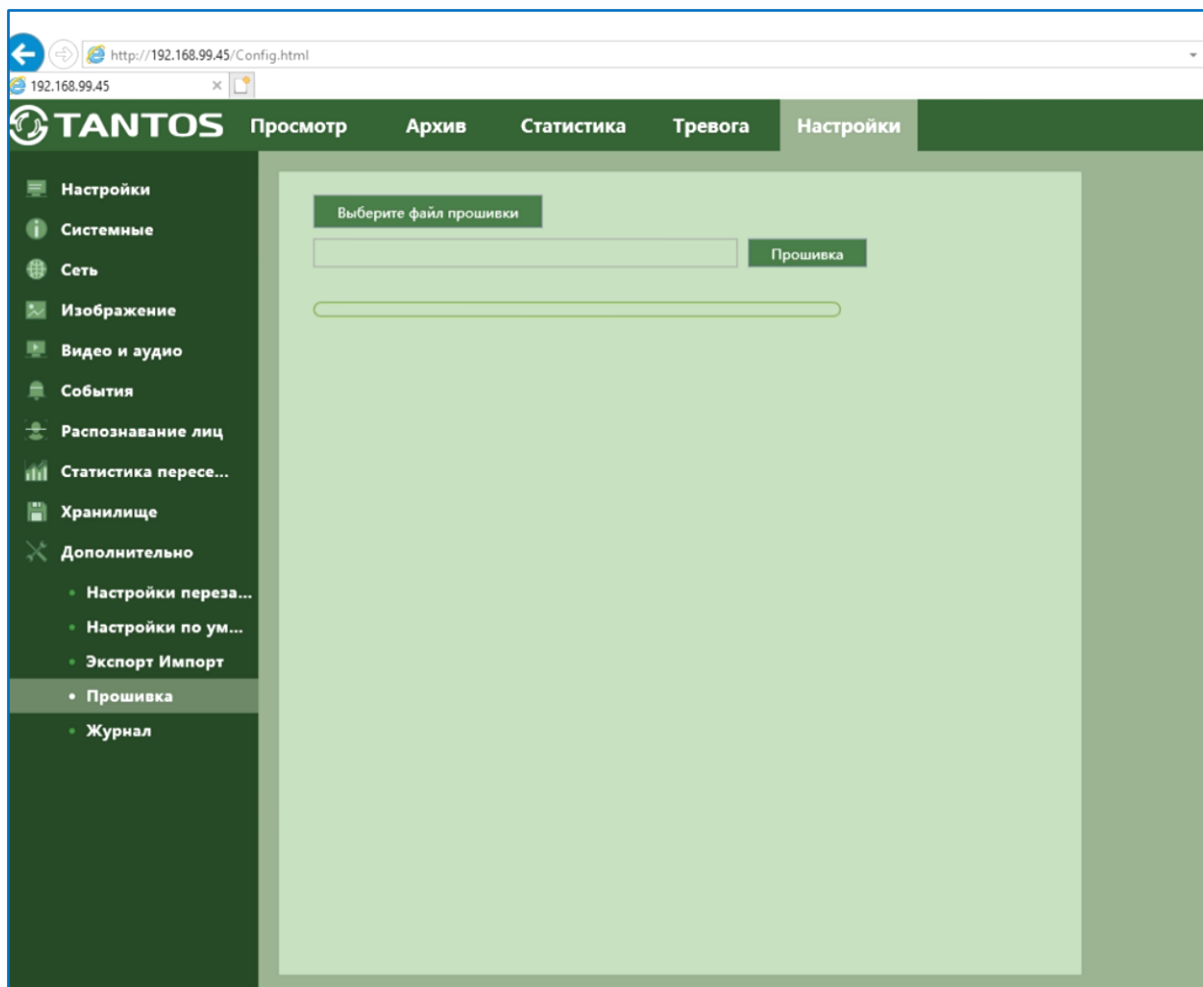 http://192.168.99.45/Config.html
192.168.99.45
TANTOS Просмотр Архив Статистика Тревога Настройки
Настройки
Системные
Сеть
Изображение
Видео и аудио
События
Распознавание лиц
Статистика пересе...
Хранилище
Дополнительно
Настройки переза...
Настройки по ум...
Экспорт Импорт
Прошивка
Журнал
Выберите файл прошивки
Прошивка